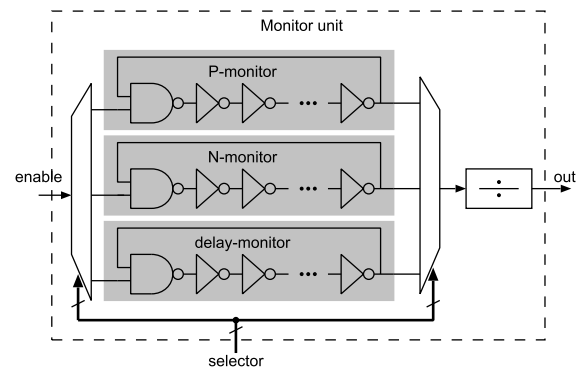 Monitor unit
P-monitor
N-monitor
enable
out
delay-monitor
selector